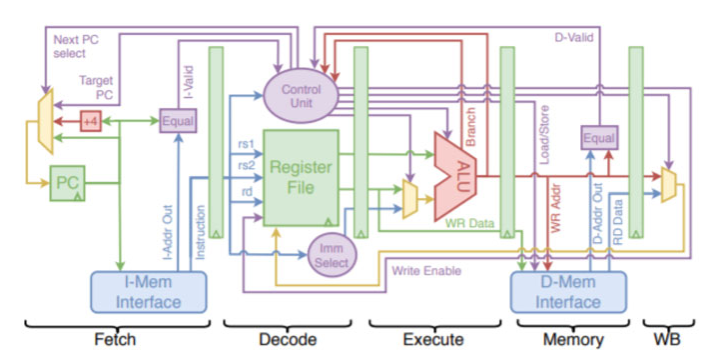 Next PC
select
Target
PC
+4
PC
I-Valid
Equal
I-Addr Out
Instruction
I-Mem
Interface
Control
Unit
rs1
rs2
rd
Register
File
Imm
Select
ALU
Branch
WR Data
Write Enable
Load/Store
WR Addr
D-Valid
Equal
D-Addr Out
RD Data
D-Mem
Interface
Fetch
Decode
Execute
Memory
WB